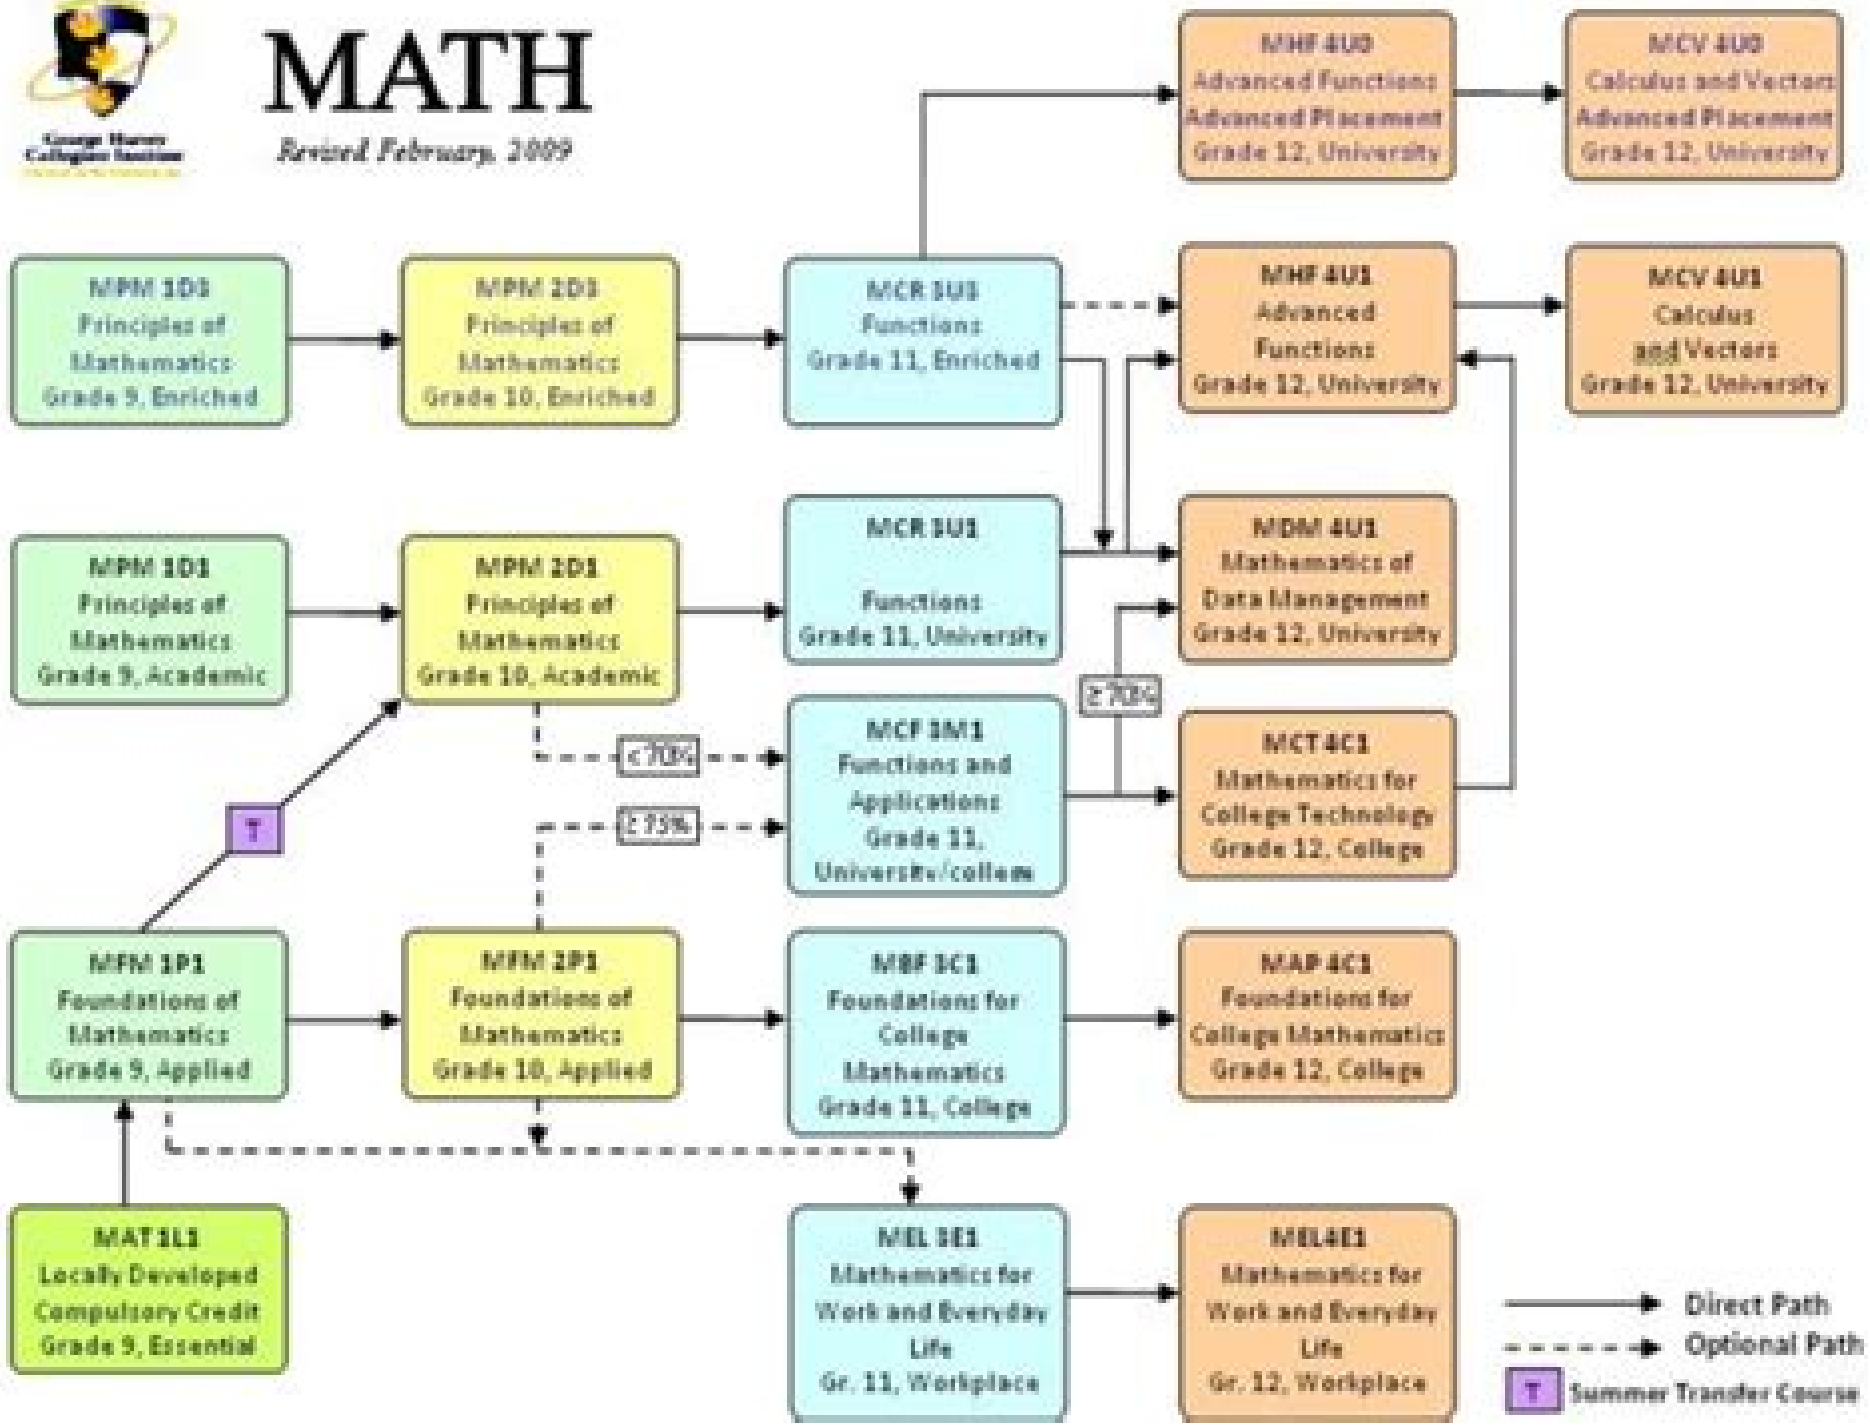 George Harvey
Collegiate Institute
MATH
Revised February, 2009
MHF 4U0
Advanced Functions
Advanced Placement
Grade 12, University
MCV 4U0
Calculus and Vectors
Advanced Placement
Grade 12, University
MPM 1D3
Principles of
Mathematics
Grade 9, Enriched
MPM 2D3
Principles of
Mathematics
Grade 10, Enriched
MCR 3U3
Functions
Grade 11, Enriched
MHF 4U1
Advanced
Functions
Grade 12, University
MCV 4U1
Calculus
and Vectors
Grade 12, University
MPM 1D1
Principles of
Mathematics
Grade 9, Academic
MPM 2D1
Principles of
Mathematics
Grade 10, Academic
MCR 3U1
Functions
Grade 11, University
MDM 4U1
Mathematics of
Data Management
Grade 12, University
≥ 70%
< 70%
≥ 73%
T
MCF 3M1
Functions and
Applications
Grade 11,
University/college
MCT 4C1
Mathematics for
College Technology
Grade 12, College
MFM 1P1
Foundations of
Mathematics
Grade 9, Applied
MFM 2P1
Foundations of
Mathematics
Grade 10, Applied
MBF 3C1
Foundations for
College
Mathematics
Grade 11, College
MAP 4C1
Foundations for
College Mathematics
Grade 12, College
MAT1L1
Locally Developed
Compulsory Credit
Grade 9, Essential
MEL 3E1
Mathematics for
Work and Everyday
Life
Gr. 11, Workplace
MEL4E1
Mathematics for
Work and Everyday
Life
Gr. 12, Workplace
Direct Path
Optional Path
T Summer Transfer Course